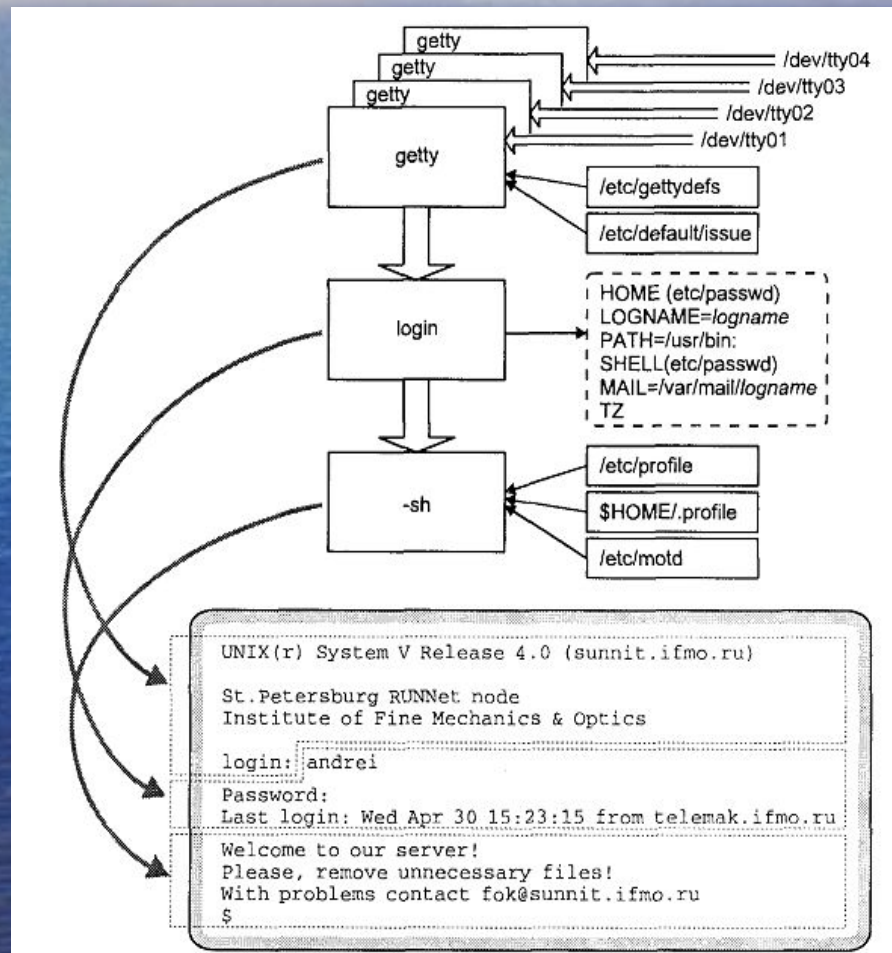 getty
/dev/tty04
getty
/dev/tty03
getty
/dev/tty02
/dev/tty01
getty
/etc/gettydefs
/etc/default/issue
login
HOME (etc/passwd)
LOGNAME=logname
PATH=/usr/bin:
SHELL(etc/passwd)
MAIL=/var/mail/logname
TZ
-sh
/etc/profile
$HOME/.profile
/etc/motd
UNIX(r) System V Release 4.0 (sunnit.ifmo.ru)
St.Petersburg RUNNet node
Institute of Fine Mechanics & Optics
login: andrei
Password:
Last login: Wed Apr 30 15:23:15 from telemak.ifmo.ru
Welcome to our server!
Please, remove unnecessary files!
With problems contact fok@sunnit.ifmo.ru
$